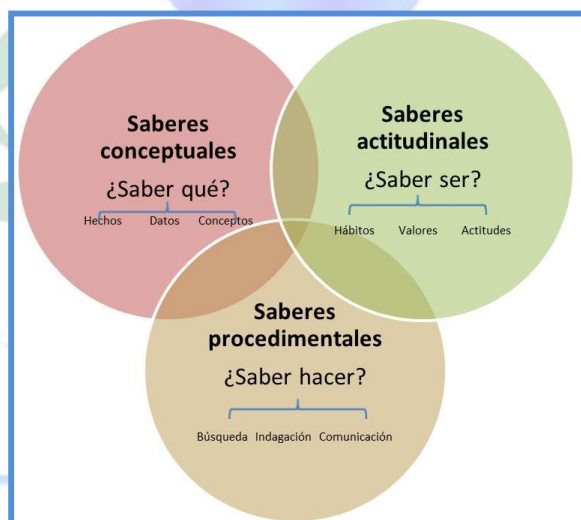 Saberes
conceptuales
¿Saber qué?
Hechos Datos Conceptos
Saberes
actitudinales
¿Saber ser?
Hábitos Valores Actitudes
Saberes
procedimentales
¿Saber hacer?
Búsqueda Indagación Comunicación